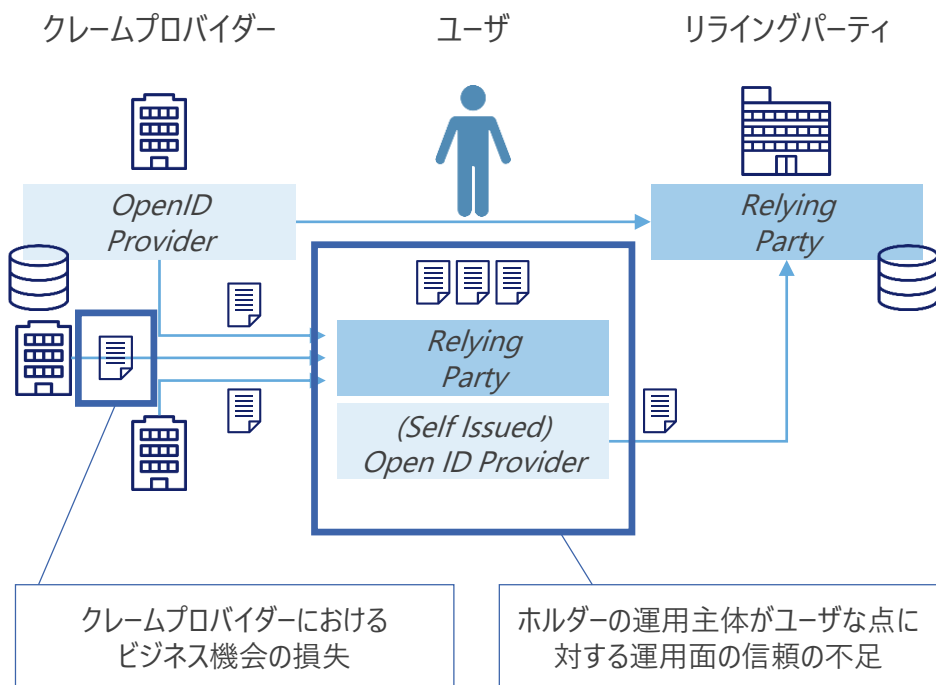 クレームプロバイダー
ユーザ
リライングパーティ
OpenID
Provider
Relying
Party
Relying
Party
(Self Issued)
Open ID Provider
クレームプロバイダーにおける
ビジネス機会の損失
ホルダーの運用主体がユーザな点に
対する運用面の信頼の不足